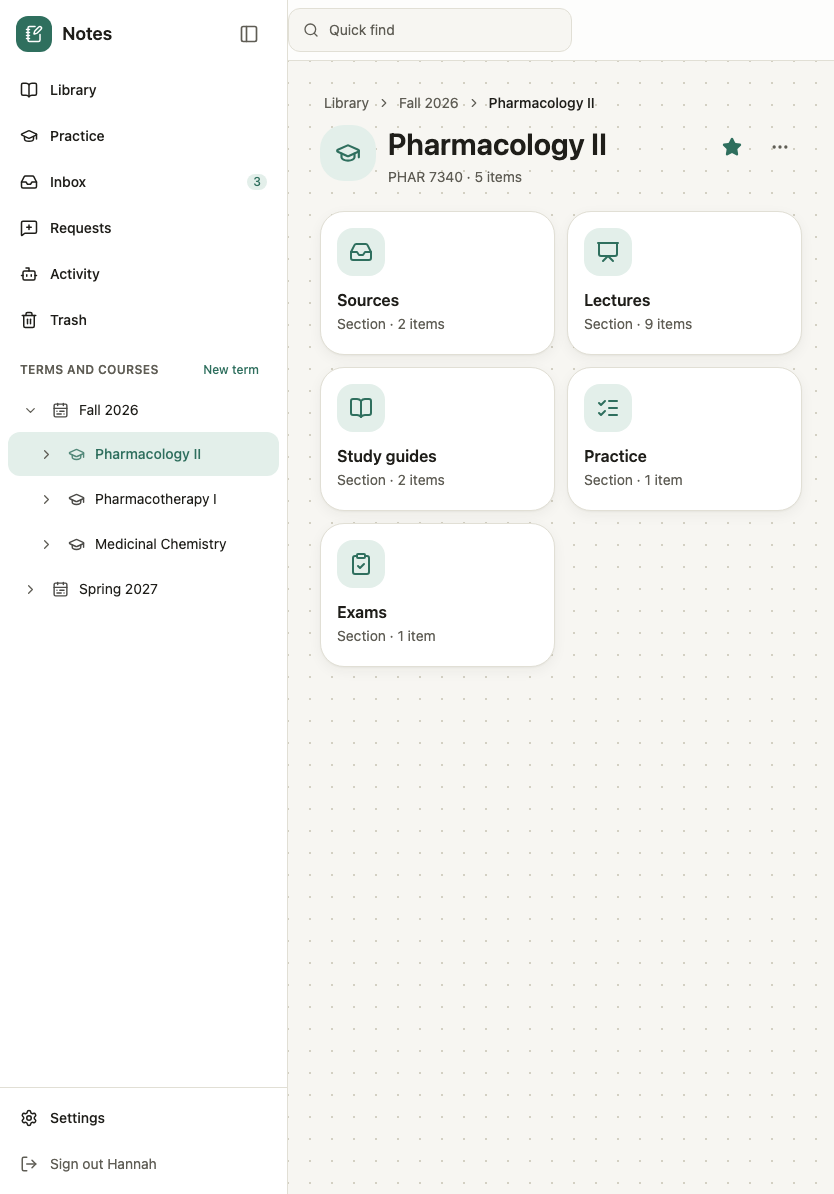 Notes
Library
Practice
Inbox 3
Requests
Activity
Trash
TERMS AND COURSES New term
Fall 2026
Pharmacology II
Pharmacotherapy I
Medicinal Chemistry
Spring 2027
Settings
Sign out Hannah
Quick find
Library > Fall 2026 > Pharmacology II
Pharmacology II
PHAR 7340 · 5 items
Sources
Section · 2 items
Lectures
Section · 9 items
Study guides
Section · 2 items
Practice
Section · 1 item
Exams
Section · 1 item